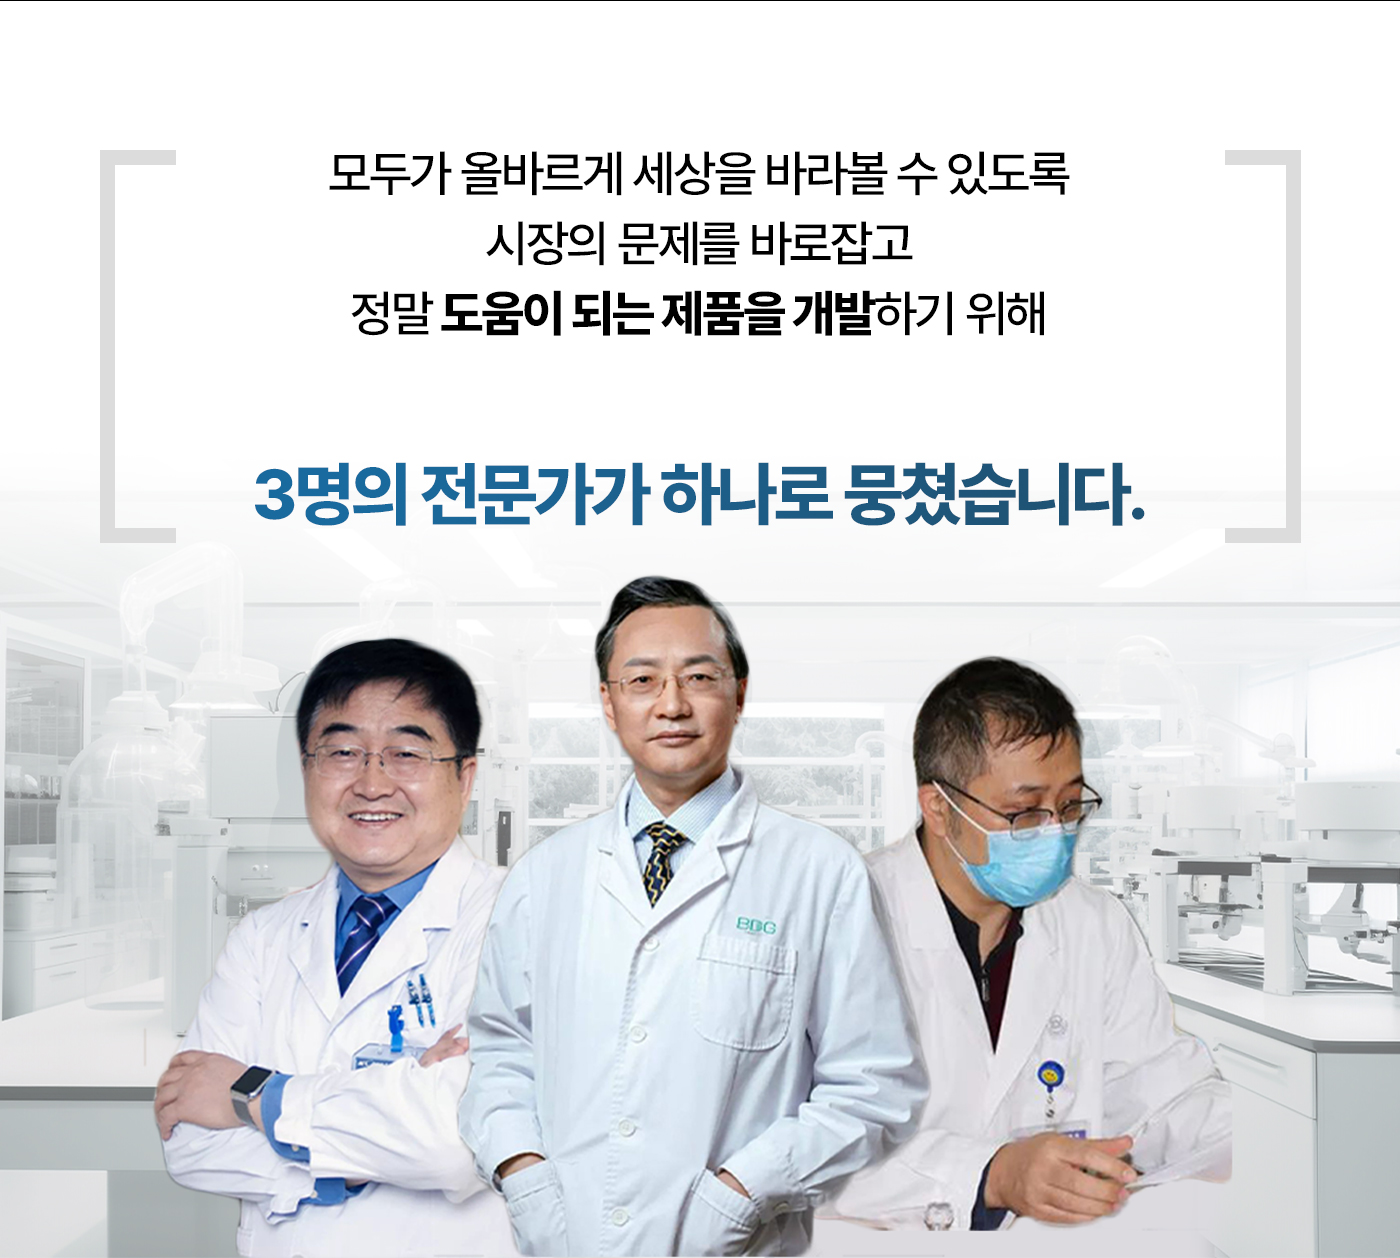 모두가 올바르게 세상을 바라볼 수 있도록
시장의 문제를 바로잡고
정말 도움이 되는 제품을 개발하기 위해
3명의 전문가가 하나로 뭉쳤습니다.
BDG